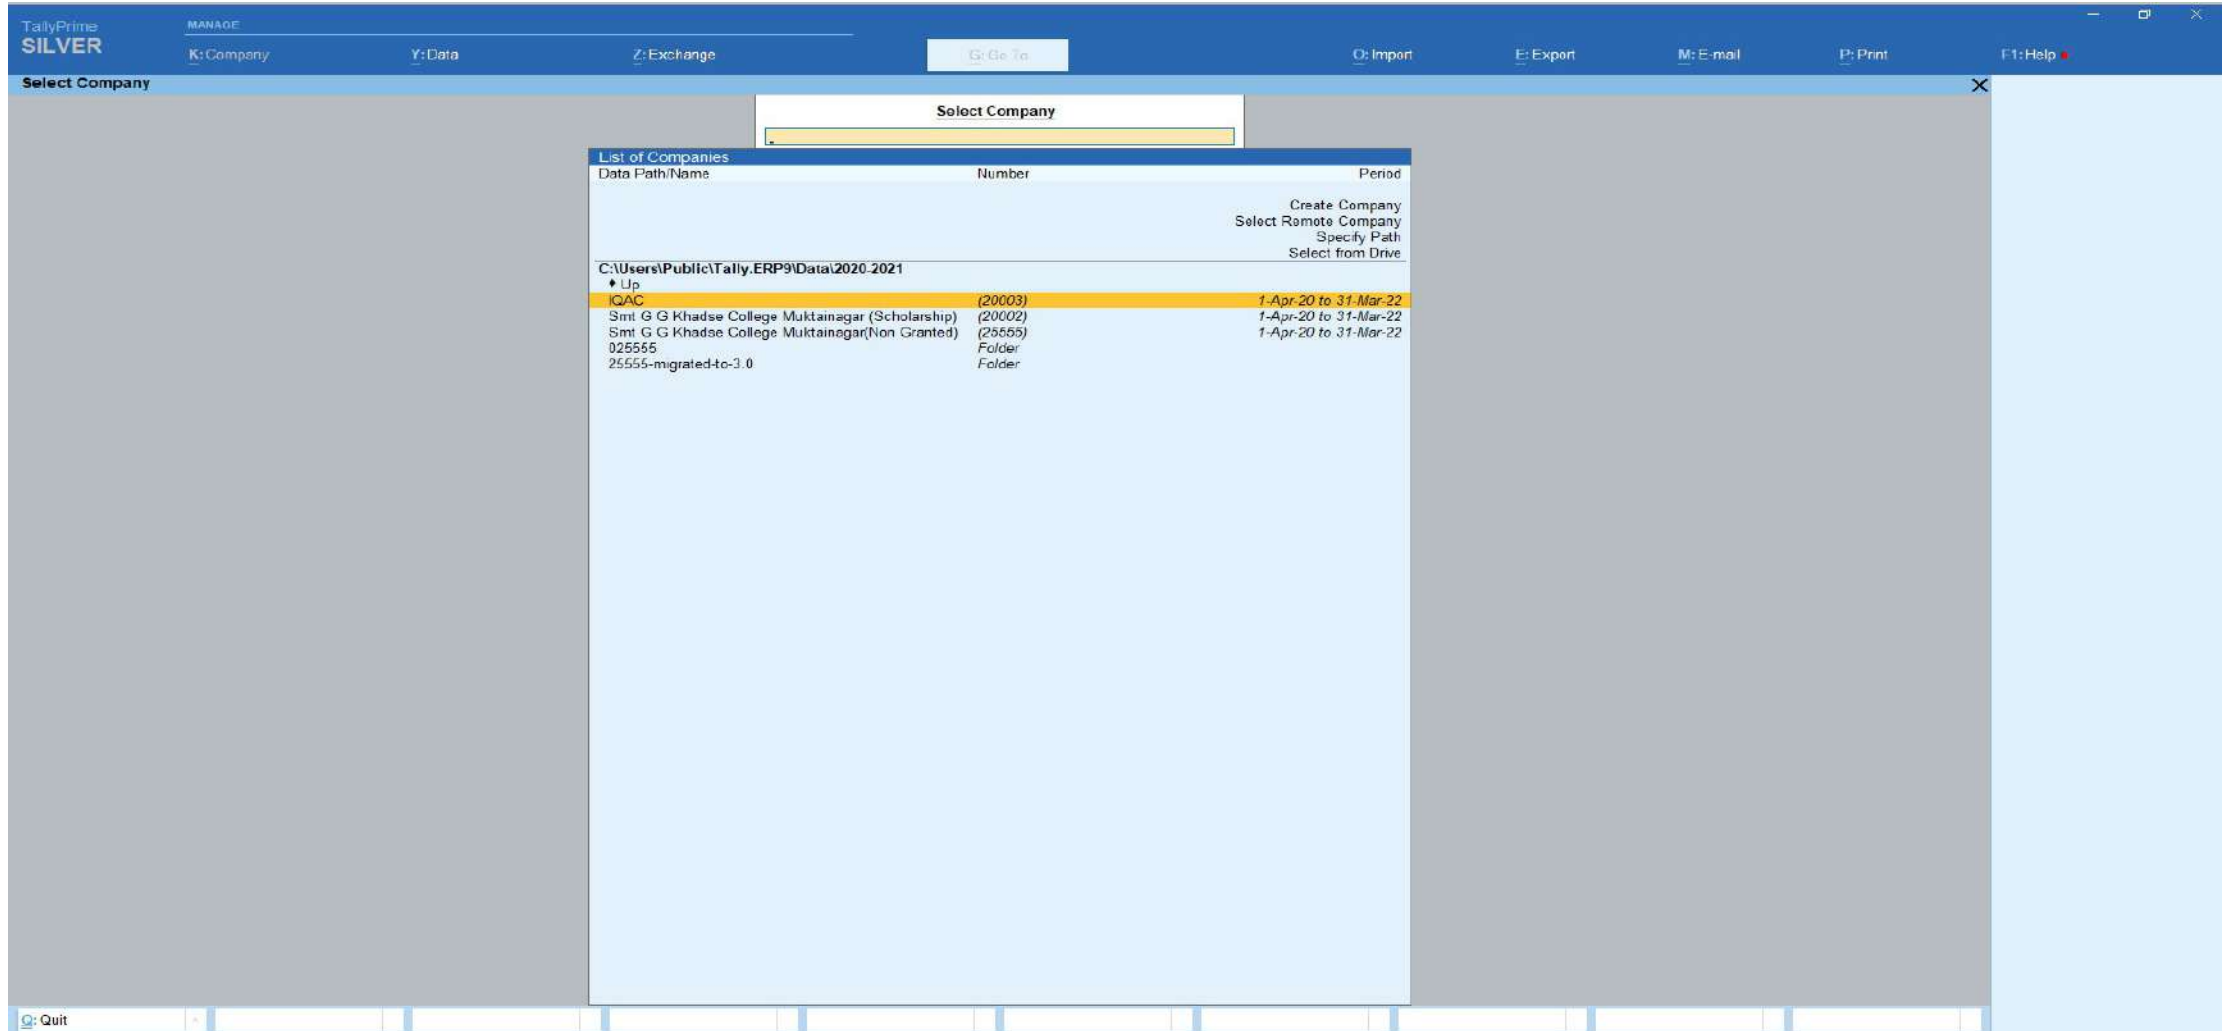 TallyPrime
SILVER
MANAGE
K: Company Y: Data Z: Exchange G: Go To O: Import E: Export M: E-mail P: Print F1: Help
Select Company
Select Company
List of Companies
Data Path/Name Number Period
Create Company
Select Remote Company
Specify Path
Select from Drive
C:\Users\Public\Tally.ERP9\Data\2020-2021
♦ Up
IQAC (20003) 1-Apr-20 to 31-Mar-22
Smt G G Khadse College Muktainagar (Scholarship) (20002) 1-Apr-20 to 31-Mar-22
Smt G G Khadse College Muktainagar(Non Granted) (25555) 1-Apr-20 to 31-Mar-22
025555 Folder
25555-migrated-to-3.0 Folder
Q: Quit